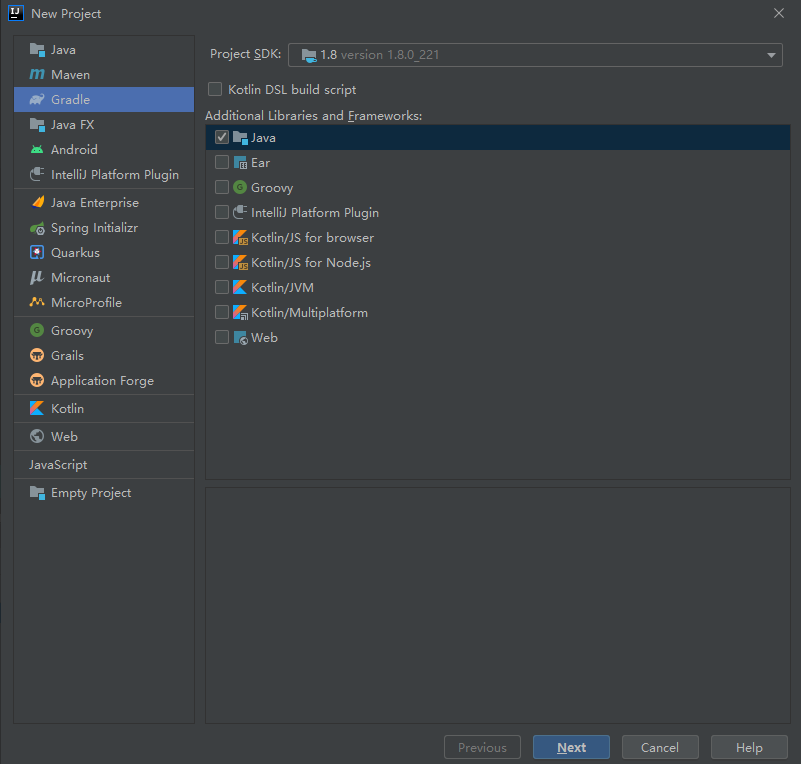 New Project
Java
Maven
Gradle
Java FX
Android
IntelliJ Platform Plugin
Java Enterprise
Spring Initializr
Quarkus
Micronaut
MicroProfile
Groovy
Grails
Application Forge
Kotlin
Web
JavaScript
Empty Project
Project SDK: 1.8 version 1.8.0_221
Kotlin DSL build script
Additional Libraries and Frameworks:
Java
Ear
Groovy
IntelliJ Platform Plugin
Kotlin/JS for browser
Kotlin/JS for Node.js
Kotlin/JVM
Kotlin/Multiplatform
Web
Previous Next Cancel Help